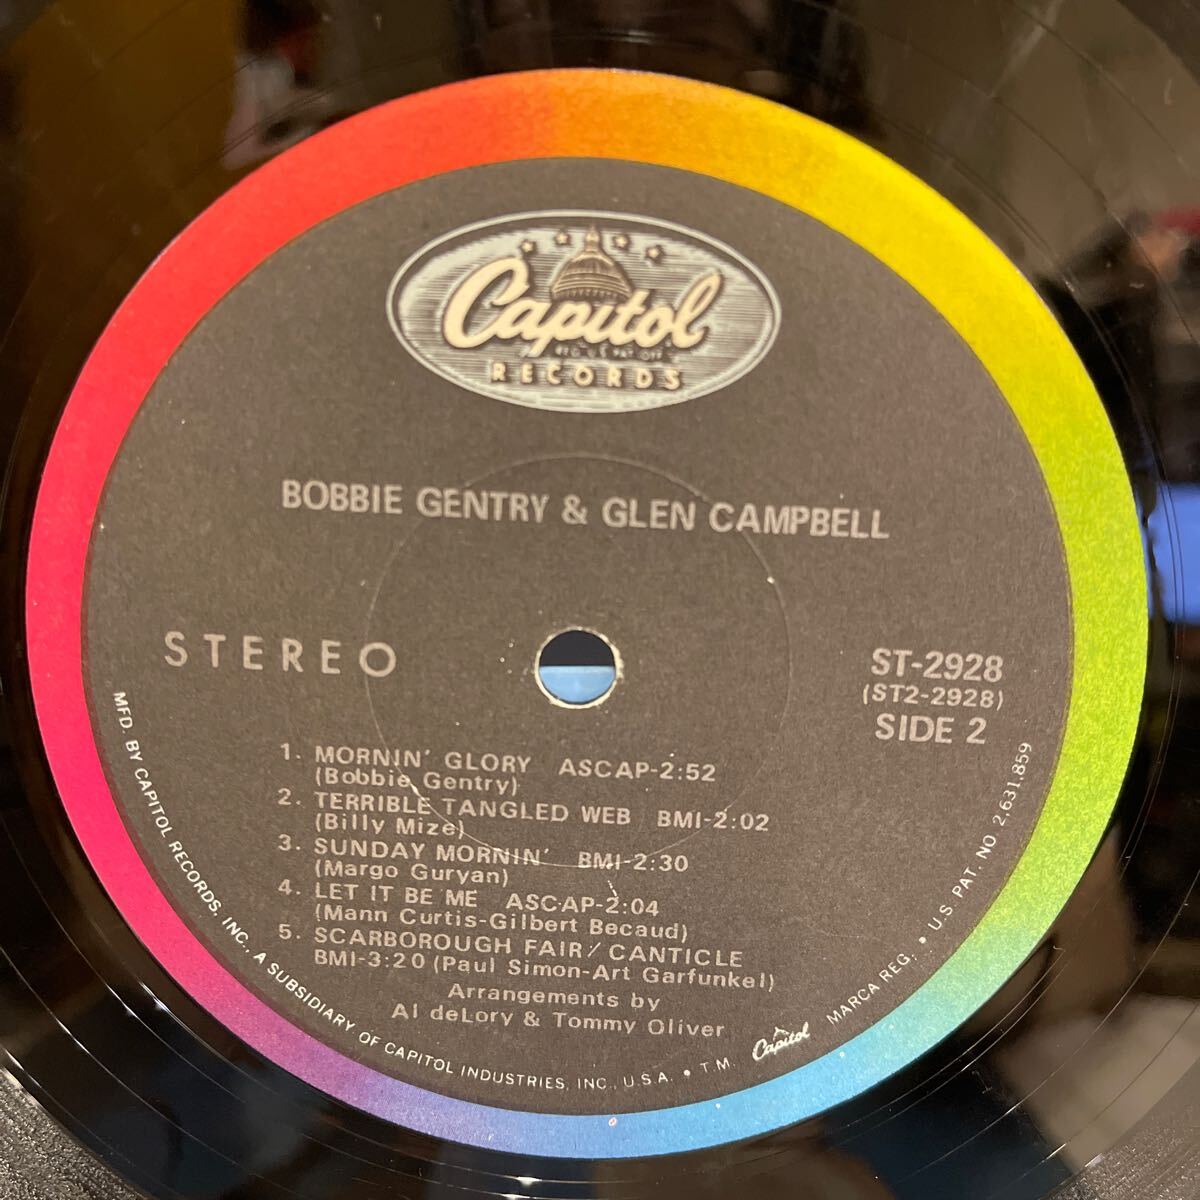 Capitol
REG. U.S. PAT. OFF.
RECORDS
BOBBIE GENTRY & GLEN CAMPBELL
STEREO
ST-2928
(ST2-2928)
SIDE 2
1. MORNIN' GLORY ASCAP-2:52
(Bobbie Gentry)
2. TERRIBLE TANGLED WEB BMI-2:02
(Billy Mize)
3. SUNDAY MORNIN' BMI-2:30
(Margo Guryan)
4. LET IT BE ME ASCAP-2:04
(Mann Curtis-Gilbert Becaud)
5. SCARBOROUGH FAIR/CANTICLE
BMI-3:20 (Paul Simon-Art Garfunkel)
Arrangements by
Al deLory & Tommy Oliver
MFD. BY CAPITOL RECORDS, INC., A SUBSIDIARY OF CAPITOL INDUSTRIES, INC., U.S.A. • T.M. Capitol MARCA REG. • U.S. PAT. NO 2,631,859